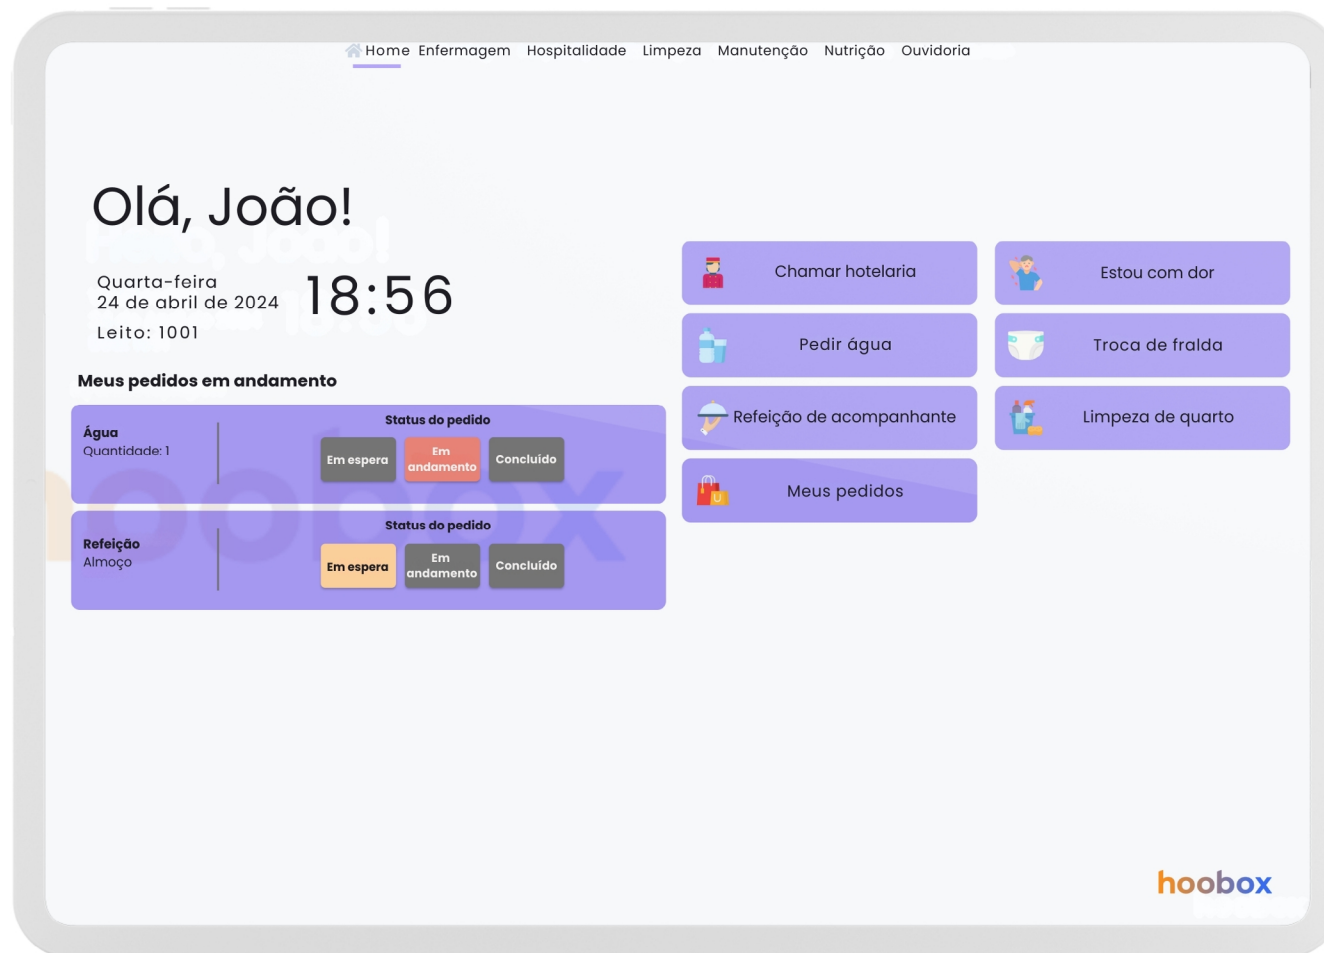 Home Enfermagem Hospitalidade Limpeza Manutenção Nutrição Ouvidoria
Olá, João!
Quarta-feira
24 de abril de 2024
18:56
Leito: 1001
Meus pedidos em andamento
Água
Quantidade: 1
Status do pedido
Em espera
Em
andamento
Concluído
Refeição
Almoço
Status do pedido
Em espera
Em
andamento
Concluído
Chamar hotelaria
Estou com dor
Pedir água
Troca de fralda
Refeição de acompanhante
Limpeza de quarto
Meus pedidos
hoobox
hoobox